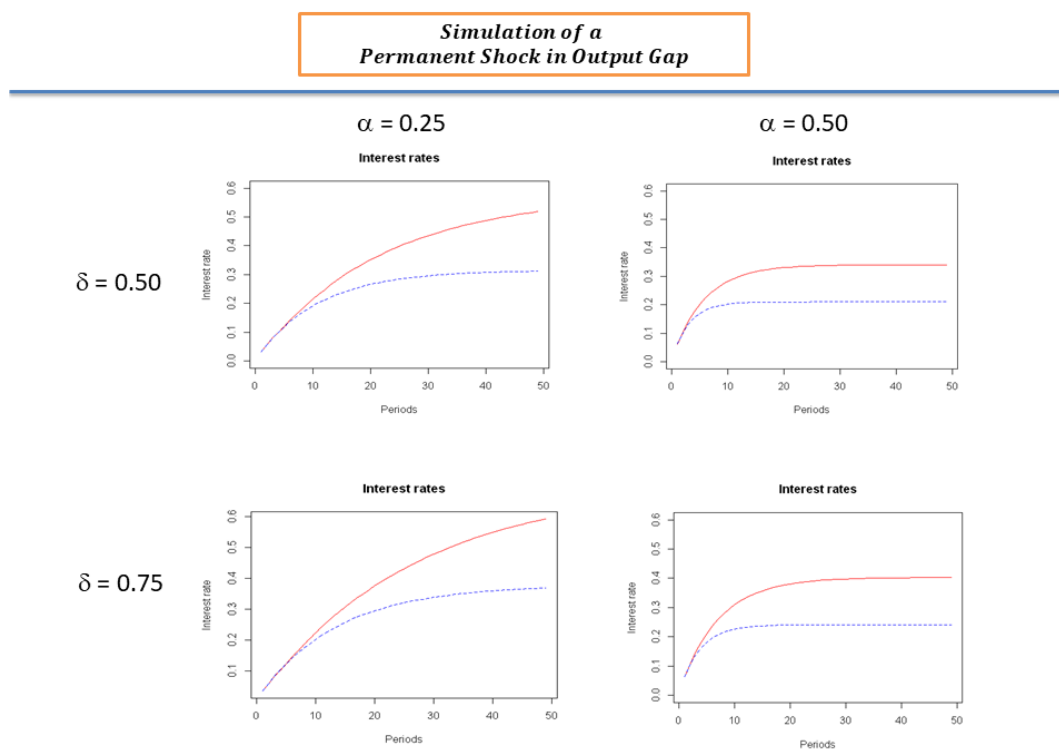 Simulation of a
Permanent Shock in Output Gap
α = 0.25
α = 0.50
δ = 0.50
Interest rates
Interest rate
0.6
0.5
0.4
0.3
0.2
0.1
0.0
0 10 20 30 40 50
Periods
Interest rates
Interest rate
0.6
0.5
0.4
0.3
0.2
0.1
0.0
0 10 20 30 40 50
Periods
δ = 0.75
Interest rates
Interest rate
0.6
0.5
0.4
0.3
0.2
0.1
0 10 20 30 40 50
Periods
Interest rates
Interest rate
0.6
0.5
0.4
0.3
0.2
0.1
0.0
0 10 20 30 40 50
Periods